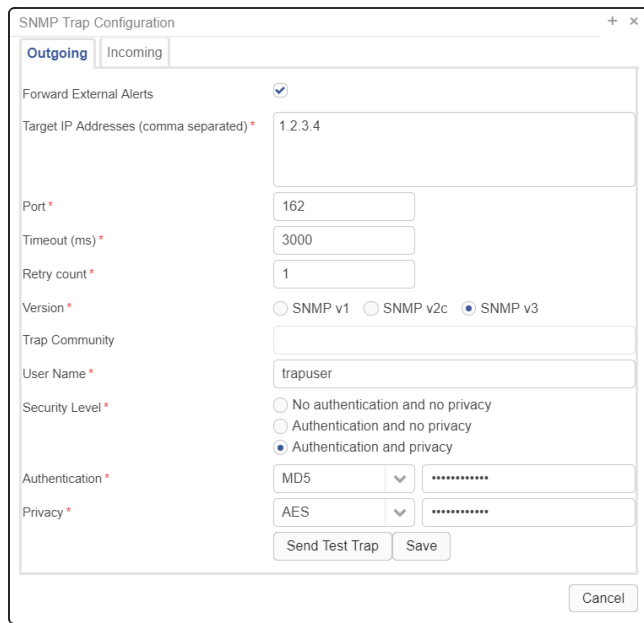 SNMP Trap Configuration + ×
Outgoing Incoming
Forward External Alerts
Target IP Addresses (comma separated) * 1.2.3.4
Port * 162
Timeout (ms) * 3000
Retry count * 1
Version * SNMP v1 SNMP v2c SNMP v3
Trap Community
User Name * trapuser
Security Level * No authentication and no privacy
Authentication and no privacy
Authentication and privacy
Authentication * MD5 ••••••••••••
Privacy * AES ••••••••••••
Send Test Trap Save
Cancel